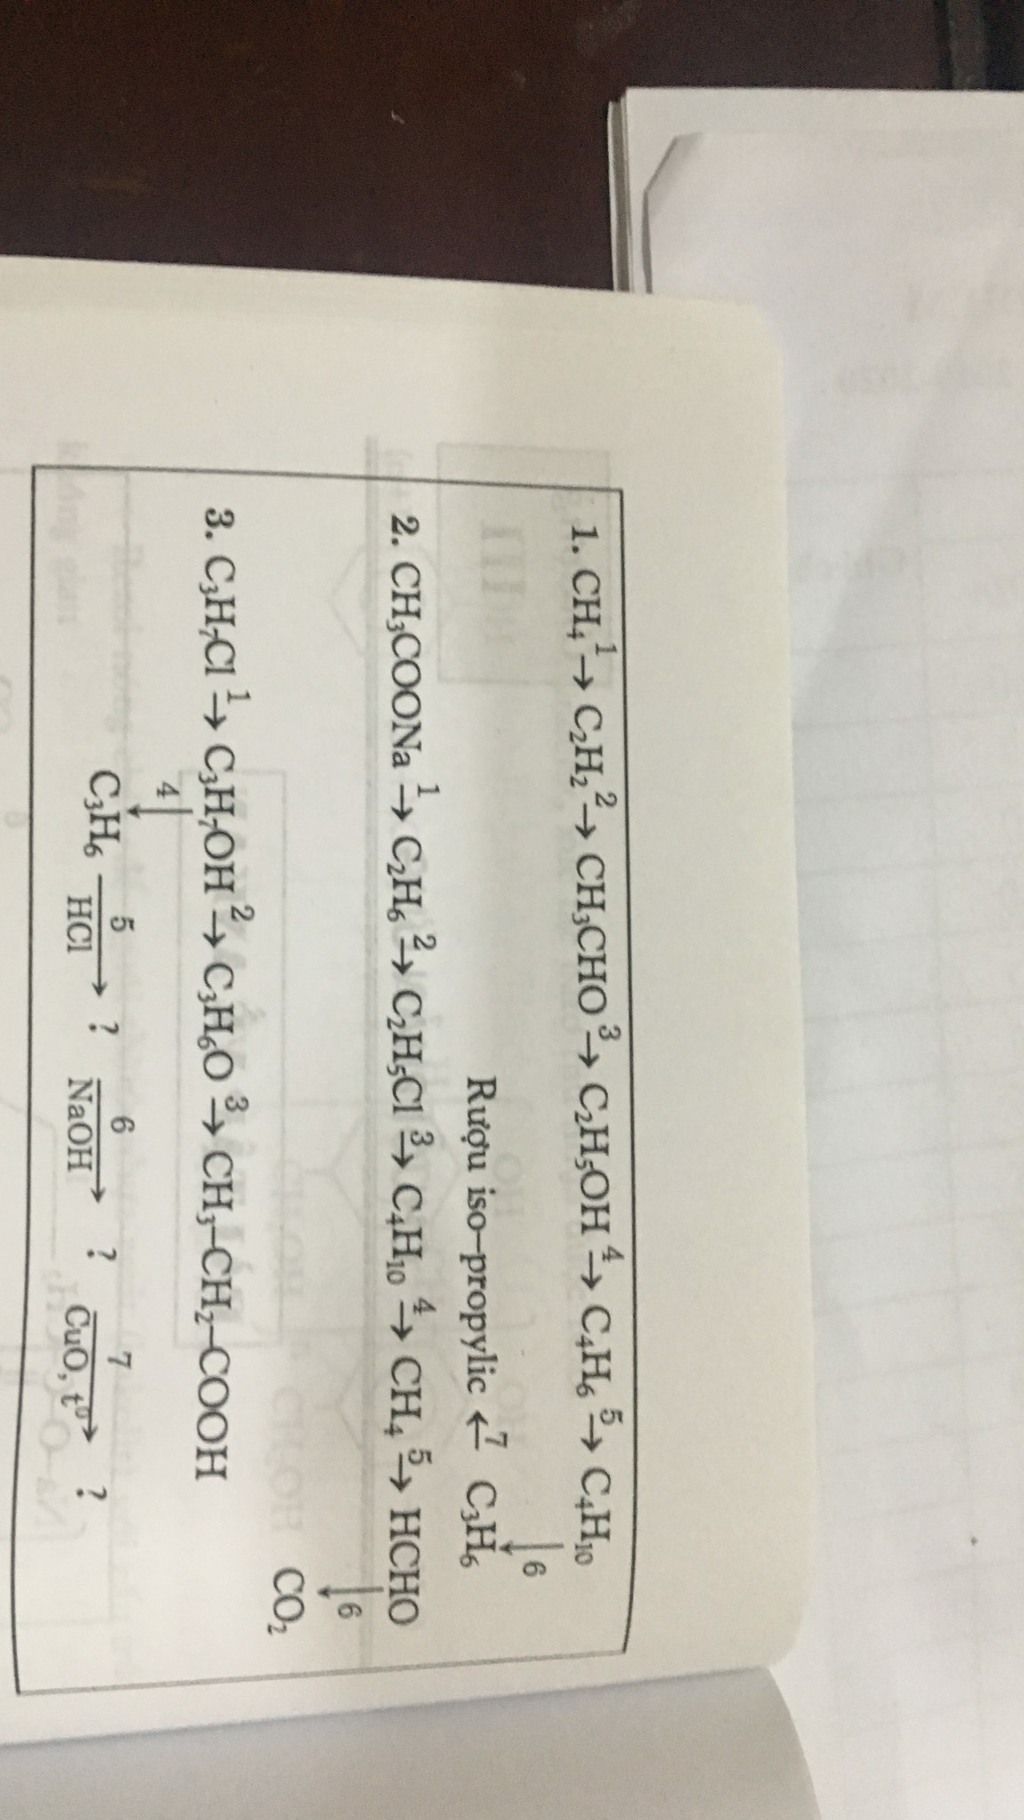 1. CH₄ →¹ C₂H₂ →² CH₃CHO →³ C₂H₅OH →⁴ C₄H₆ →⁵ C₄H₁₀
↓ 6
Rượu iso–propylic ←⁷ C₃H₆
2. CH₃COONa →¹ C₂H₆ →² C₂H₅Cl →³ C₄H₁₀ →⁴ CH₄ →⁵ HCHO
↓ 6
CO₂
3. C₃H₇Cl →¹ C₃H₇OH →² C₃H₆O →³ CH₃–CH₂–COOH
4 ↓
C₃H₆ 5 → HCl ? 6 → NaOH ? 7 → CuO, t⁰ ?